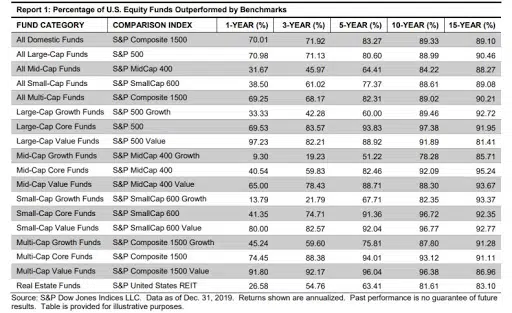 Report 1: Percentage of U.S. Equity Funds Outperformed by Benchmarks
FUND CATEGORY COMPARISON INDEX 1-YEAR (%) 3-YEAR (%) 5-YEAR (%) 10-YEAR (%) 15-YEAR (%)
All Domestic Funds S&P Composite 1500 70.01 71.92 83.27 89.33 89.10
All Large-Cap Funds S&P 500 70.98 71.13 80.60 88.99 90.46
All Mid-Cap Funds S&P MidCap 400 31.67 45.97 64.41 84.22 88.27
All Small-Cap Funds S&P SmallCap 600 38.50 61.02 77.37 88.61 89.08
All Multi-Cap Funds S&P Composite 1500 69.25 68.17 82.31 89.02 90.21
Large-Cap Growth Funds S&P 500 Growth 33.33 42.28 60.00 89.46 92.72
Large-Cap Core Funds S&P 500 69.53 83.57 93.83 97.38 91.95
Large-Cap Value Funds S&P 500 Value 97.23 82.21 88.92 91.89 81.41
Mid-Cap Growth Funds S&P MidCap 400 Growth 9.30 19.23 51.22 78.28 85.71
Mid-Cap Core Funds S&P MidCap 400 40.54 59.83 82.46 92.09 95.24
Mid-Cap Value Funds S&P MidCap 400 Value 65.00 78.43 88.71 88.30 93.67
Small-Cap Growth Funds S&P SmallCap 600 Growth 13.79 21.79 67.71 82.35 93.37
Small-Cap Core Funds S&P SmallCap 600 41.35 74.71 91.36 96.72 92.35
Small-Cap Value Funds S&P SmallCap 600 Value 80.00 82.57 92.04 96.77 92.77
Multi-Cap Growth Funds S&P Composite 1500 Growth 45.24 59.60 75.81 87.80 91.28
Multi-Cap Core Funds S&P Composite 1500 74.45 88.38 94.01 93.12 91.11
Multi-Cap Value Funds S&P Composite 1500 Value 91.80 92.17 96.04 96.38 86.96
Real Estate Funds S&P United States REIT 26.58 54.76 63.41 81.61 83.10
Source: S&P Dow Jones Indices LLC. Data as of Dec. 31, 2019. Returns shown are annualized. Past performance is no guarantee of future
results. Table is provided for illustrative purposes.